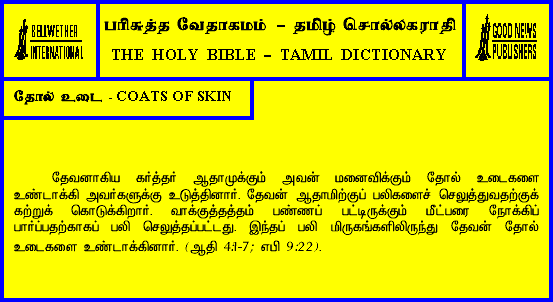 BELLWETHER
INTERNATIONAL
பரிசுத்த வேதாகமம் – தமிழ் சொல்லகராதி
THE HOLY BIBLE – TAMIL DICTIONARY
GOOD NEWS
PUBLISHERS
தோல் உடை - COATS OF SKIN
தேவனாகிய கர்த்தர் ஆதாமுக்கும் அவன் மனைவிக்கும் தோல் உடைகளை
உண்டாக்கி அவர்களுக்கு உடுத்தினார். தேவன் ஆதாமிற்குப் பலிகளைச் செலுத்துவதற்குக்
கற்றுக் கொடுக்கிறார். வாக்குத்தத்தம் பண்ணப் பட்டிருக்கும் மீட்பரை நோக்கிப்
பார்ப்பதற்காகப் பலி செலுத்தப்பட்டது. இந்தப் பலி மிருகங்களிலிருந்து தேவன் தோல்
உடைகளை உண்டாக்கினார். (ஆதி 4:1-7; எபி 9:22).